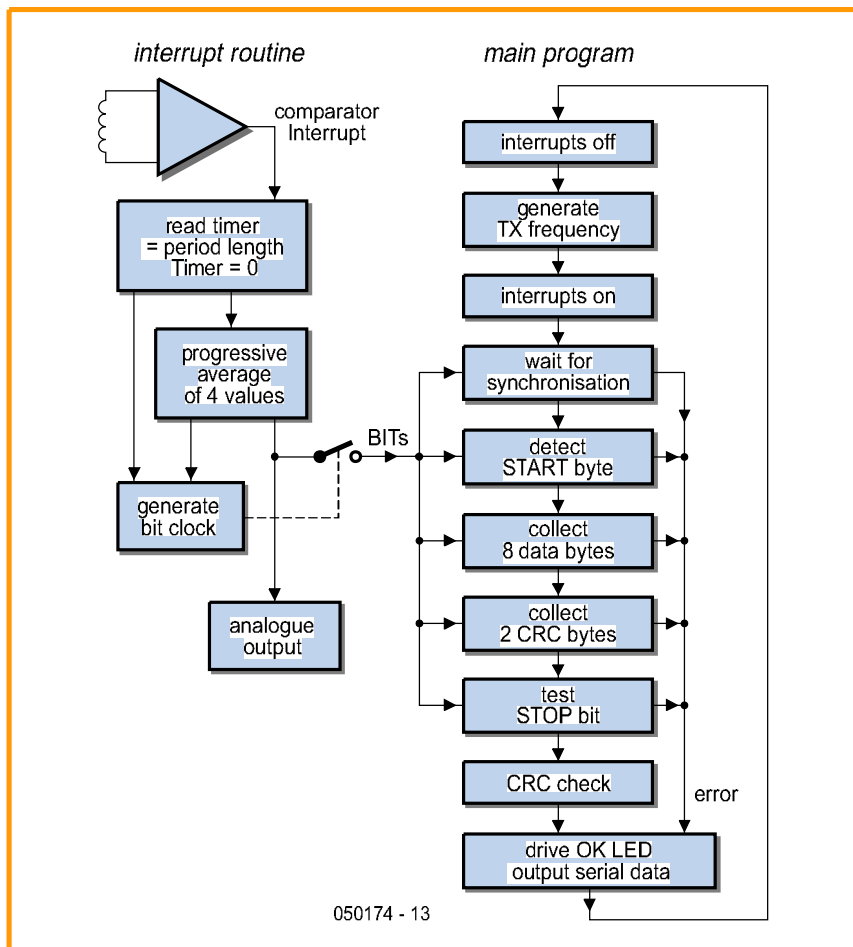 interrupt routine
main program
comparator
Interrupt
read timer
= period length
Timer = 0
progressive
average
of 4 values
generate
bit clock
analogue
output
BITs
interrupts off
generate
TX frequency
interrupts on
wait for
synchronisation
detect
START byte
collect
8 data bytes
collect
2 CRC bytes
test
STOP bit
CRC check
error
drive OK LED
output serial data
050174 - 13